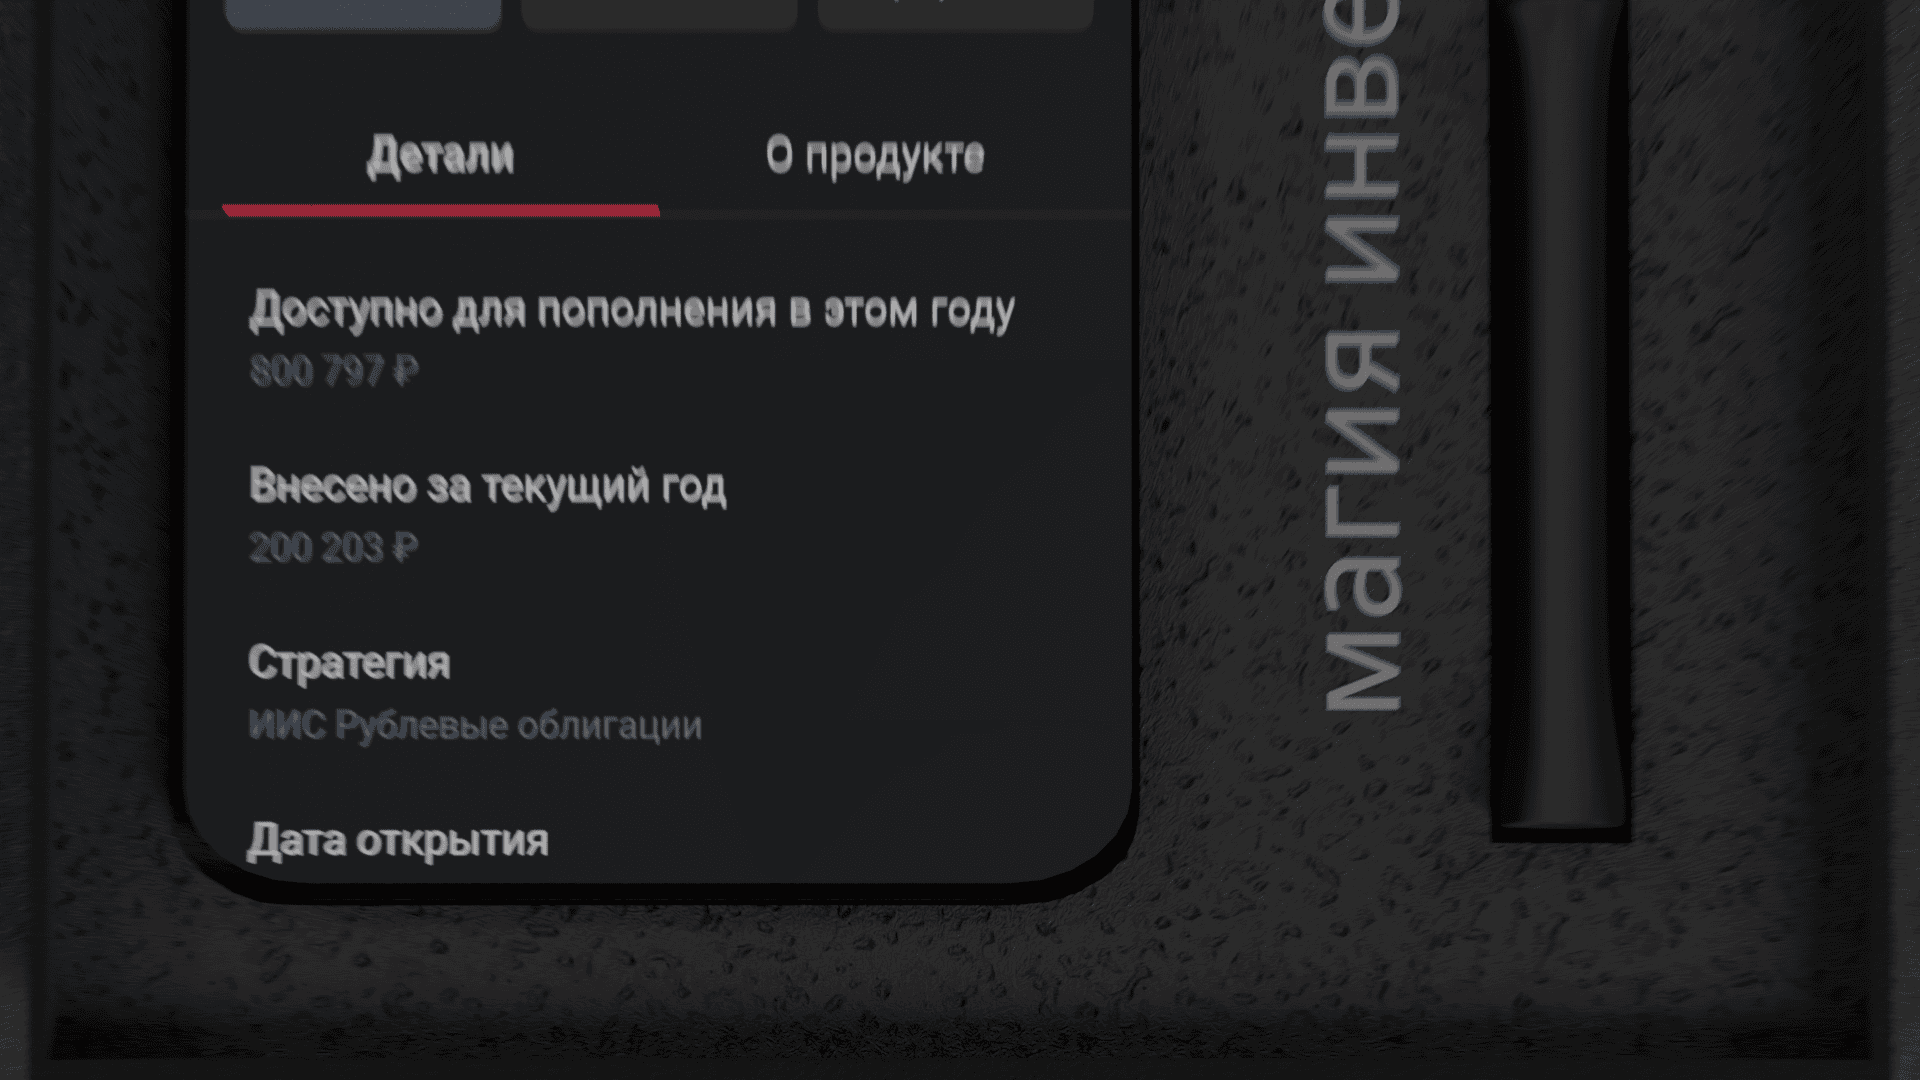 Детали
О продукте
Доступно для пополнения в этом году
800 797 ₽
Внесено за текущий год
200 203 ₽
Стратегия
ИИС Рублевые облигации
Дата открытия
магия инве